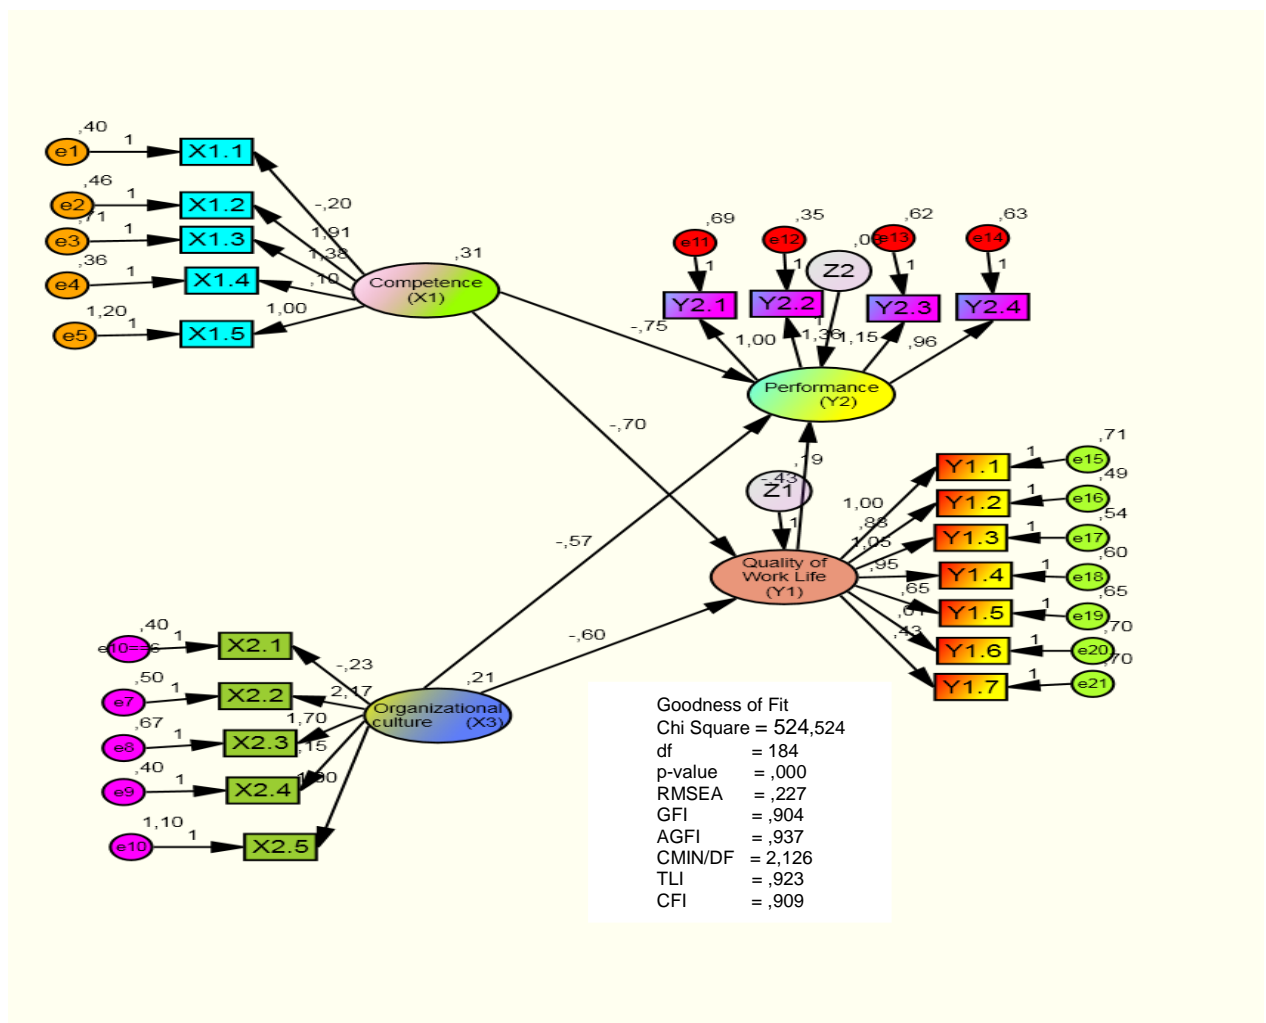 ,40
e1
1
X1.1
,46
e2
1
X1.2
,71
e3
1
X1.3
,36
e4
1
X1.4
1,20
e5
1
X1.5
-,20
1,91
1,38
,10
1,00
,31
Competence
(X1)
-,75
-,70
,69
e11
1
Y2.1
,35
e12
1
Y2.2
Z2
1
,62
e13
1
Y2.3
,63
e14
1
Y2.4
1,00
1,36
1,15
,96
Performance
(Y2)
,19
-,43
Z1
1
-,57
-,60
Quality of
Work Life
(Y1)
1,00
,88
1,05
,95
,65
,43
Y1.1
1
e15
,71
Y1.2
1
e16
,49
Y1.3
1
e17
,54
Y1.4
1
e18
,60
Y1.5
1
e19
,65
Y1.6
1
e20
,70
Y1.7
1
e21
,70
,40
e10==6
1
X2.1
,50
e7
1
X2.2
,67
e8
1
X2.3
,40
e9
1
X2.4
1,10
e10
1
X2.5
-,23
2,17
1,70
,15
,21
Organizational
culture (X3)
Goodness of Fit
Chi Square = 524,524
df = 184
p-value = ,000
RMSEA = ,227
GFI = ,904
AGFI = ,937
CMIN/DF = 2,126
TLI = ,923
CFI = ,909